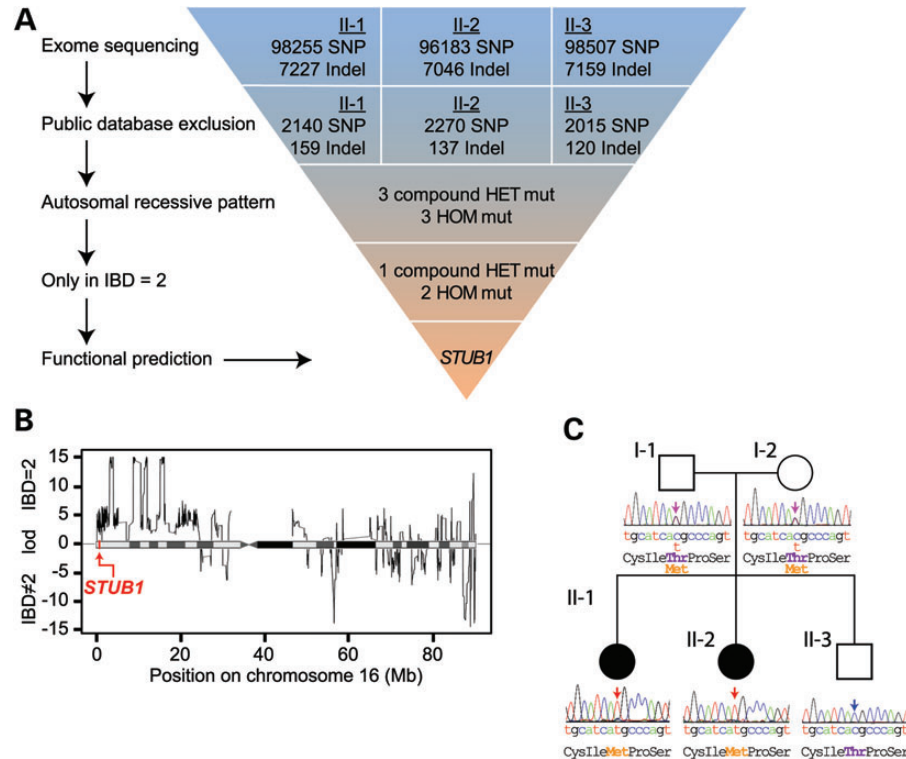 A
Exome sequencing
Public database exclusion
Autosomal recessive pattern
Only in IBD = 2
Functional prediction
II-1 II-2 II-3
98255 SNP 96183 SNP 98507 SNP
7227 Indel 7046 Indel 7159 Indel
II-1 II-2 II-3
2140 SNP 2270 SNP 2015 SNP
159 Indel 137 Indel 120 Indel
3 compound HET mut
3 HOM mut
1 compound HET mut
2 HOM mut
STUB1
B
IBD≠2 lod IBD=2
15
10
5
0
-5
-10
-15
STUB1
0 20 40 60 80
Position on chromosome 16 (Mb)
C
I-1 I-2
tgcatcacgcccagt tgcatcacgcccagt
t t
CysIleThrProSer CysIleThrProSer
Met Met
II-1 II-2 II-3
tgcatcatgcccagt tgcatcatgcccagt tgcatcacgcccagt
CysIleMetProSer CysIleMetProSer CysIleThrProSer